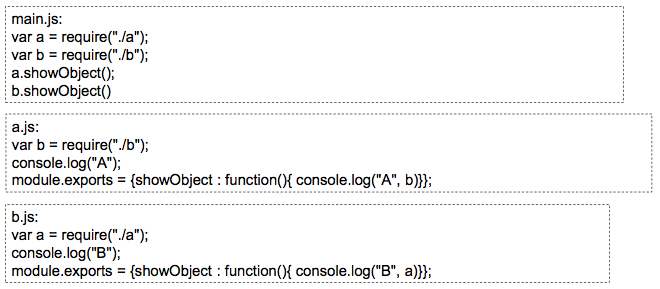 main.js:
var a = require("./a");
var b = require("./b");
a.showObject();
b.showObject()
a.js:
var b = require("./b");
console.log("A");
module.exports = {showObject : function(){ console.log("A", b)}};
b.js:
var a = require("./a");
console.log("B");
module.exports = {showObject : function(){ console.log("B", a)}};